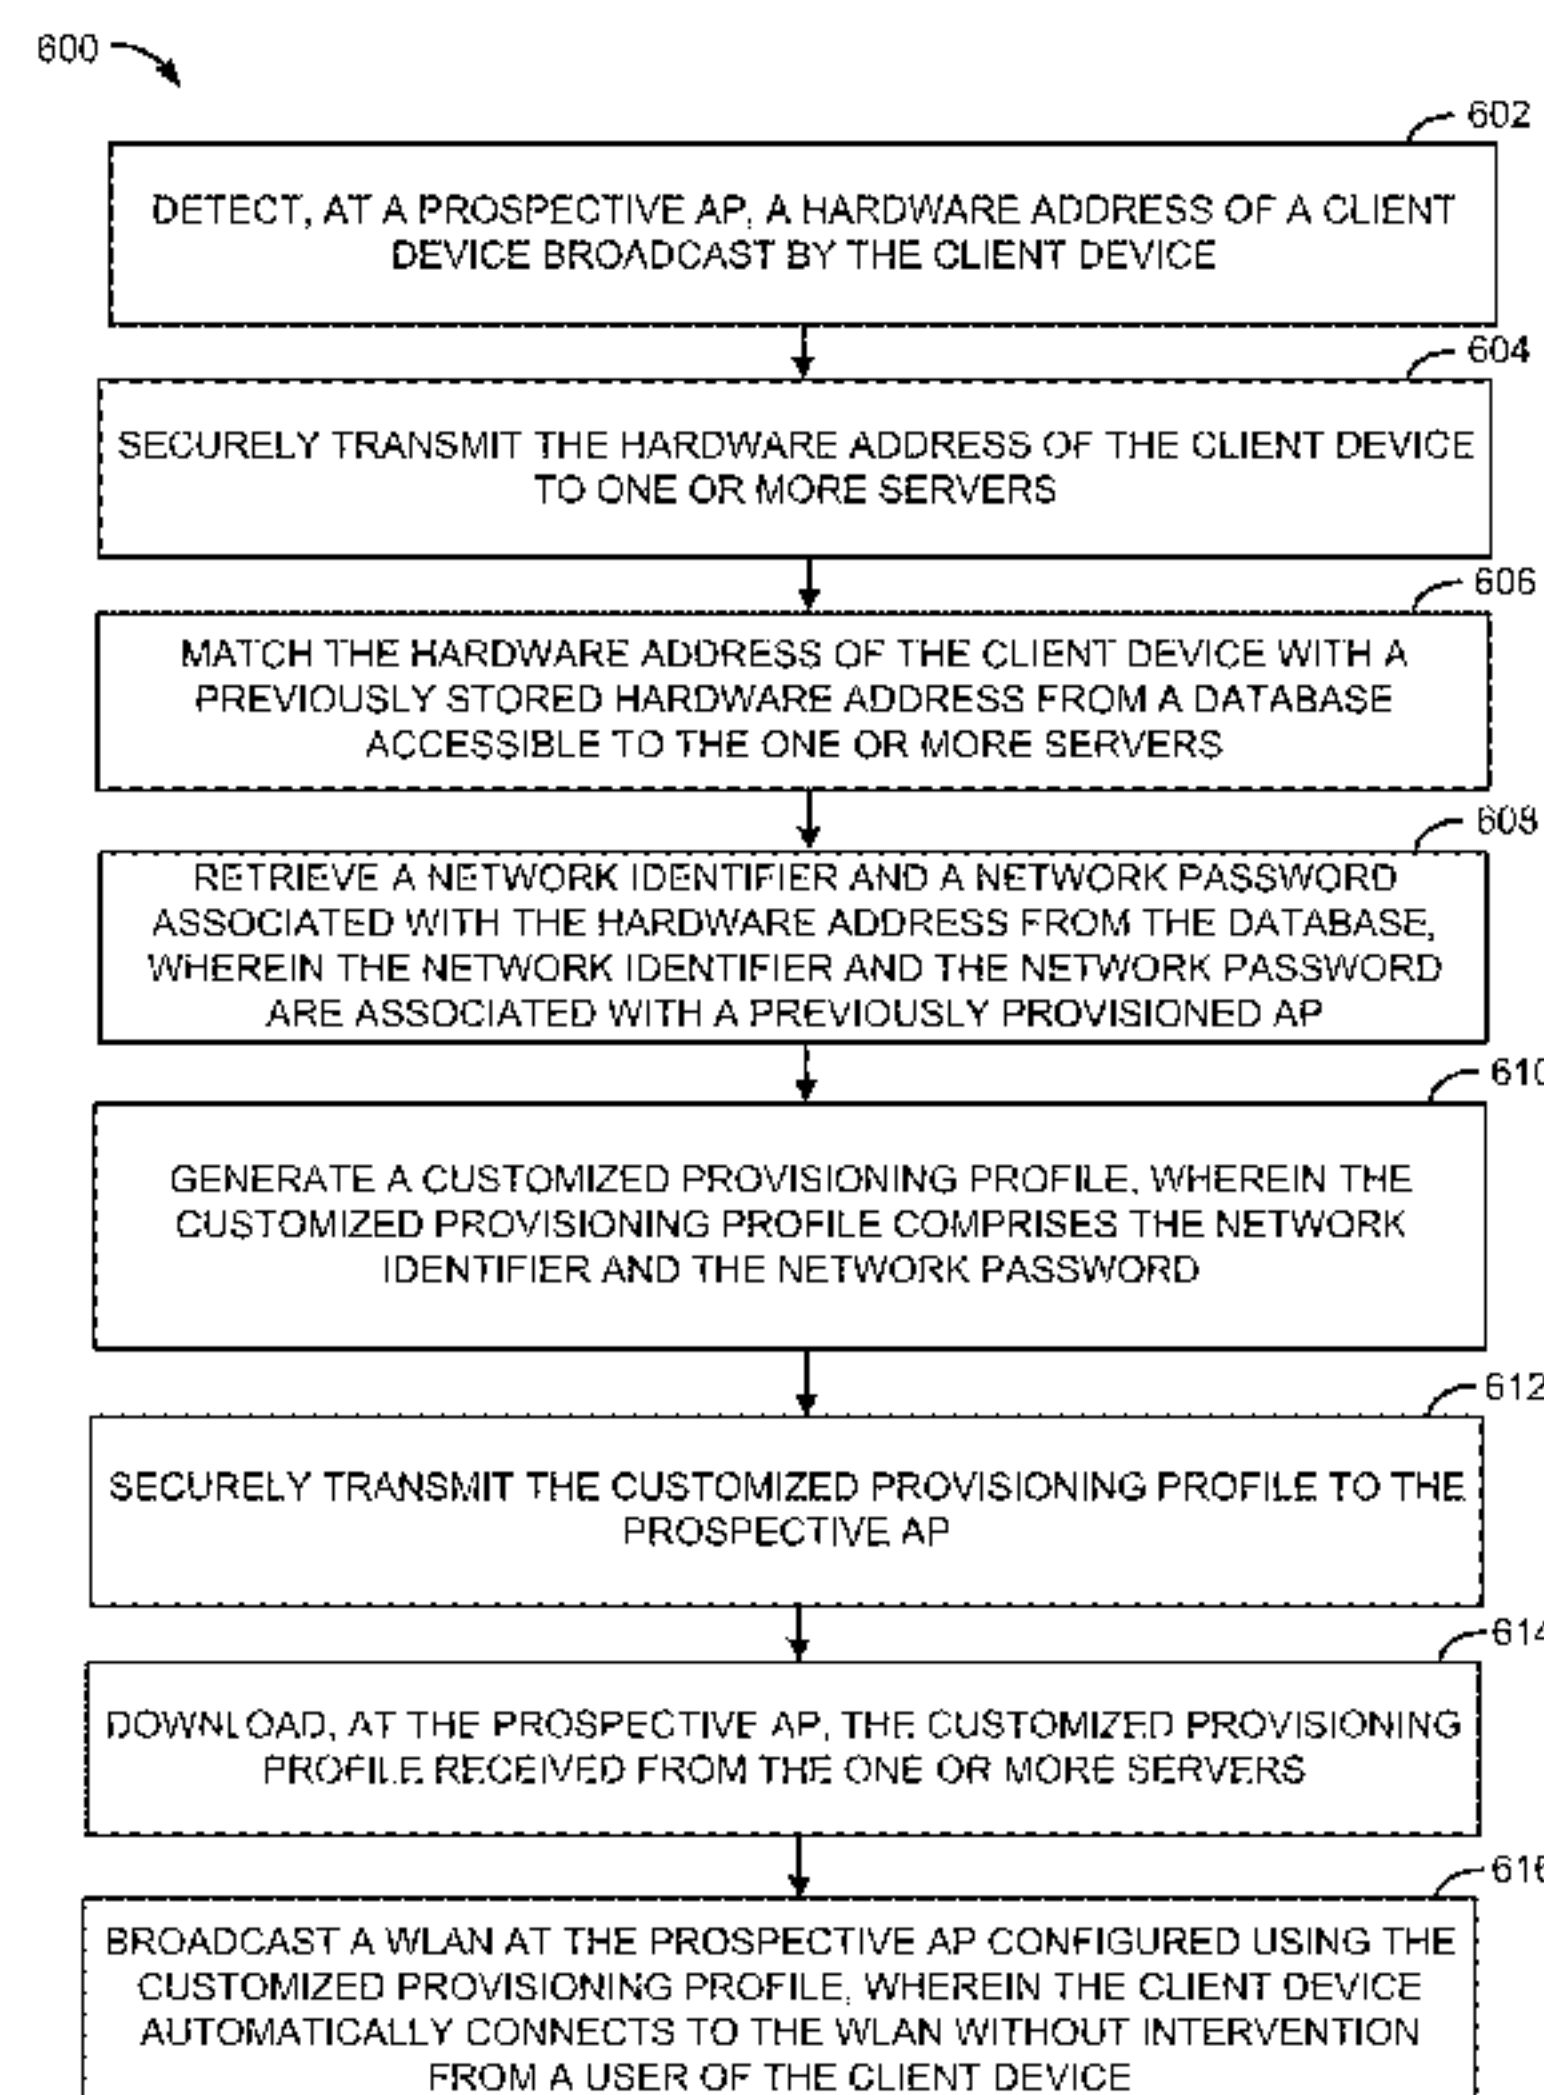 600
602
DETECT, AT A PROSPECTIVE AP, A HARDWARE ADDRESS OF A CLIENT
DEVICE BROADCAST BY THE CLIENT DEVICE
604
SECURELY TRANSMIT THE HARDWARE ADDRESS OF THE CLIENT DEVICE
TO ONE OR MORE SERVERS
606
MATCH THE HARDWARE ADDRESS OF THE CLIENT DEVICE WITH A
PREVIOUSLY STORED HARDWARE ADDRESS FROM A DATABASE
ACCESSIBLE TO THE ONE OR MORE SERVERS
608
RETRIEVE A NETWORK IDENTIFIER AND A NETWORK PASSWORD
ASSOCIATED WITH THE HARDWARE ADDRESS FROM THE DATABASE,
WHEREIN THE NETWORK IDENTIFIER AND THE NETWORK PASSWORD
ARE ASSOCIATED WITH A PREVIOUSLY PROVISIONED AP
610
GENERATE A CUSTOMIZED PROVISIONING PROFILE, WHEREIN THE
CUSTOMIZED PROVISIONING PROFILE COMPRISES THE NETWORK
IDENTIFIER AND THE NETWORK PASSWORD
612
SECURELY TRANSMIT THE CUSTOMIZED PROVISIONING PROFILE TO THE
PROSPECTIVE AP
614
DOWNLOAD, AT THE PROSPECTIVE AP, THE CUSTOMIZED PROVISIONING
PROFILE RECEIVED FROM THE ONE OR MORE SERVERS
616
BROADCAST A WLAN AT THE PROSPECTIVE AP CONFIGURED USING THE
CUSTOMIZED PROVISIONING PROFILE, WHEREIN THE CLIENT DEVICE
AUTOMATICALLY CONNECTS TO THE WLAN WITHOUT INTERVENTION
FROM A USER OF THE CLIENT DEVICE